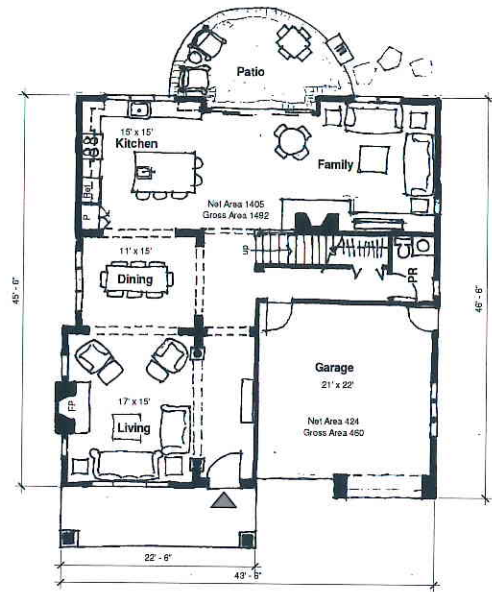 Patio
15' x 15'
Kitchen
Family
Net Area 1405
Gross Area 1492
Ref
P
up
11' x 15'
Dining
PR
45' - 6"
46' - 6"
Garage
21' x 22'
Net Area 424
Gross Area 460
FP
17' x 15'
Living
22' - 6"
43' - 6"